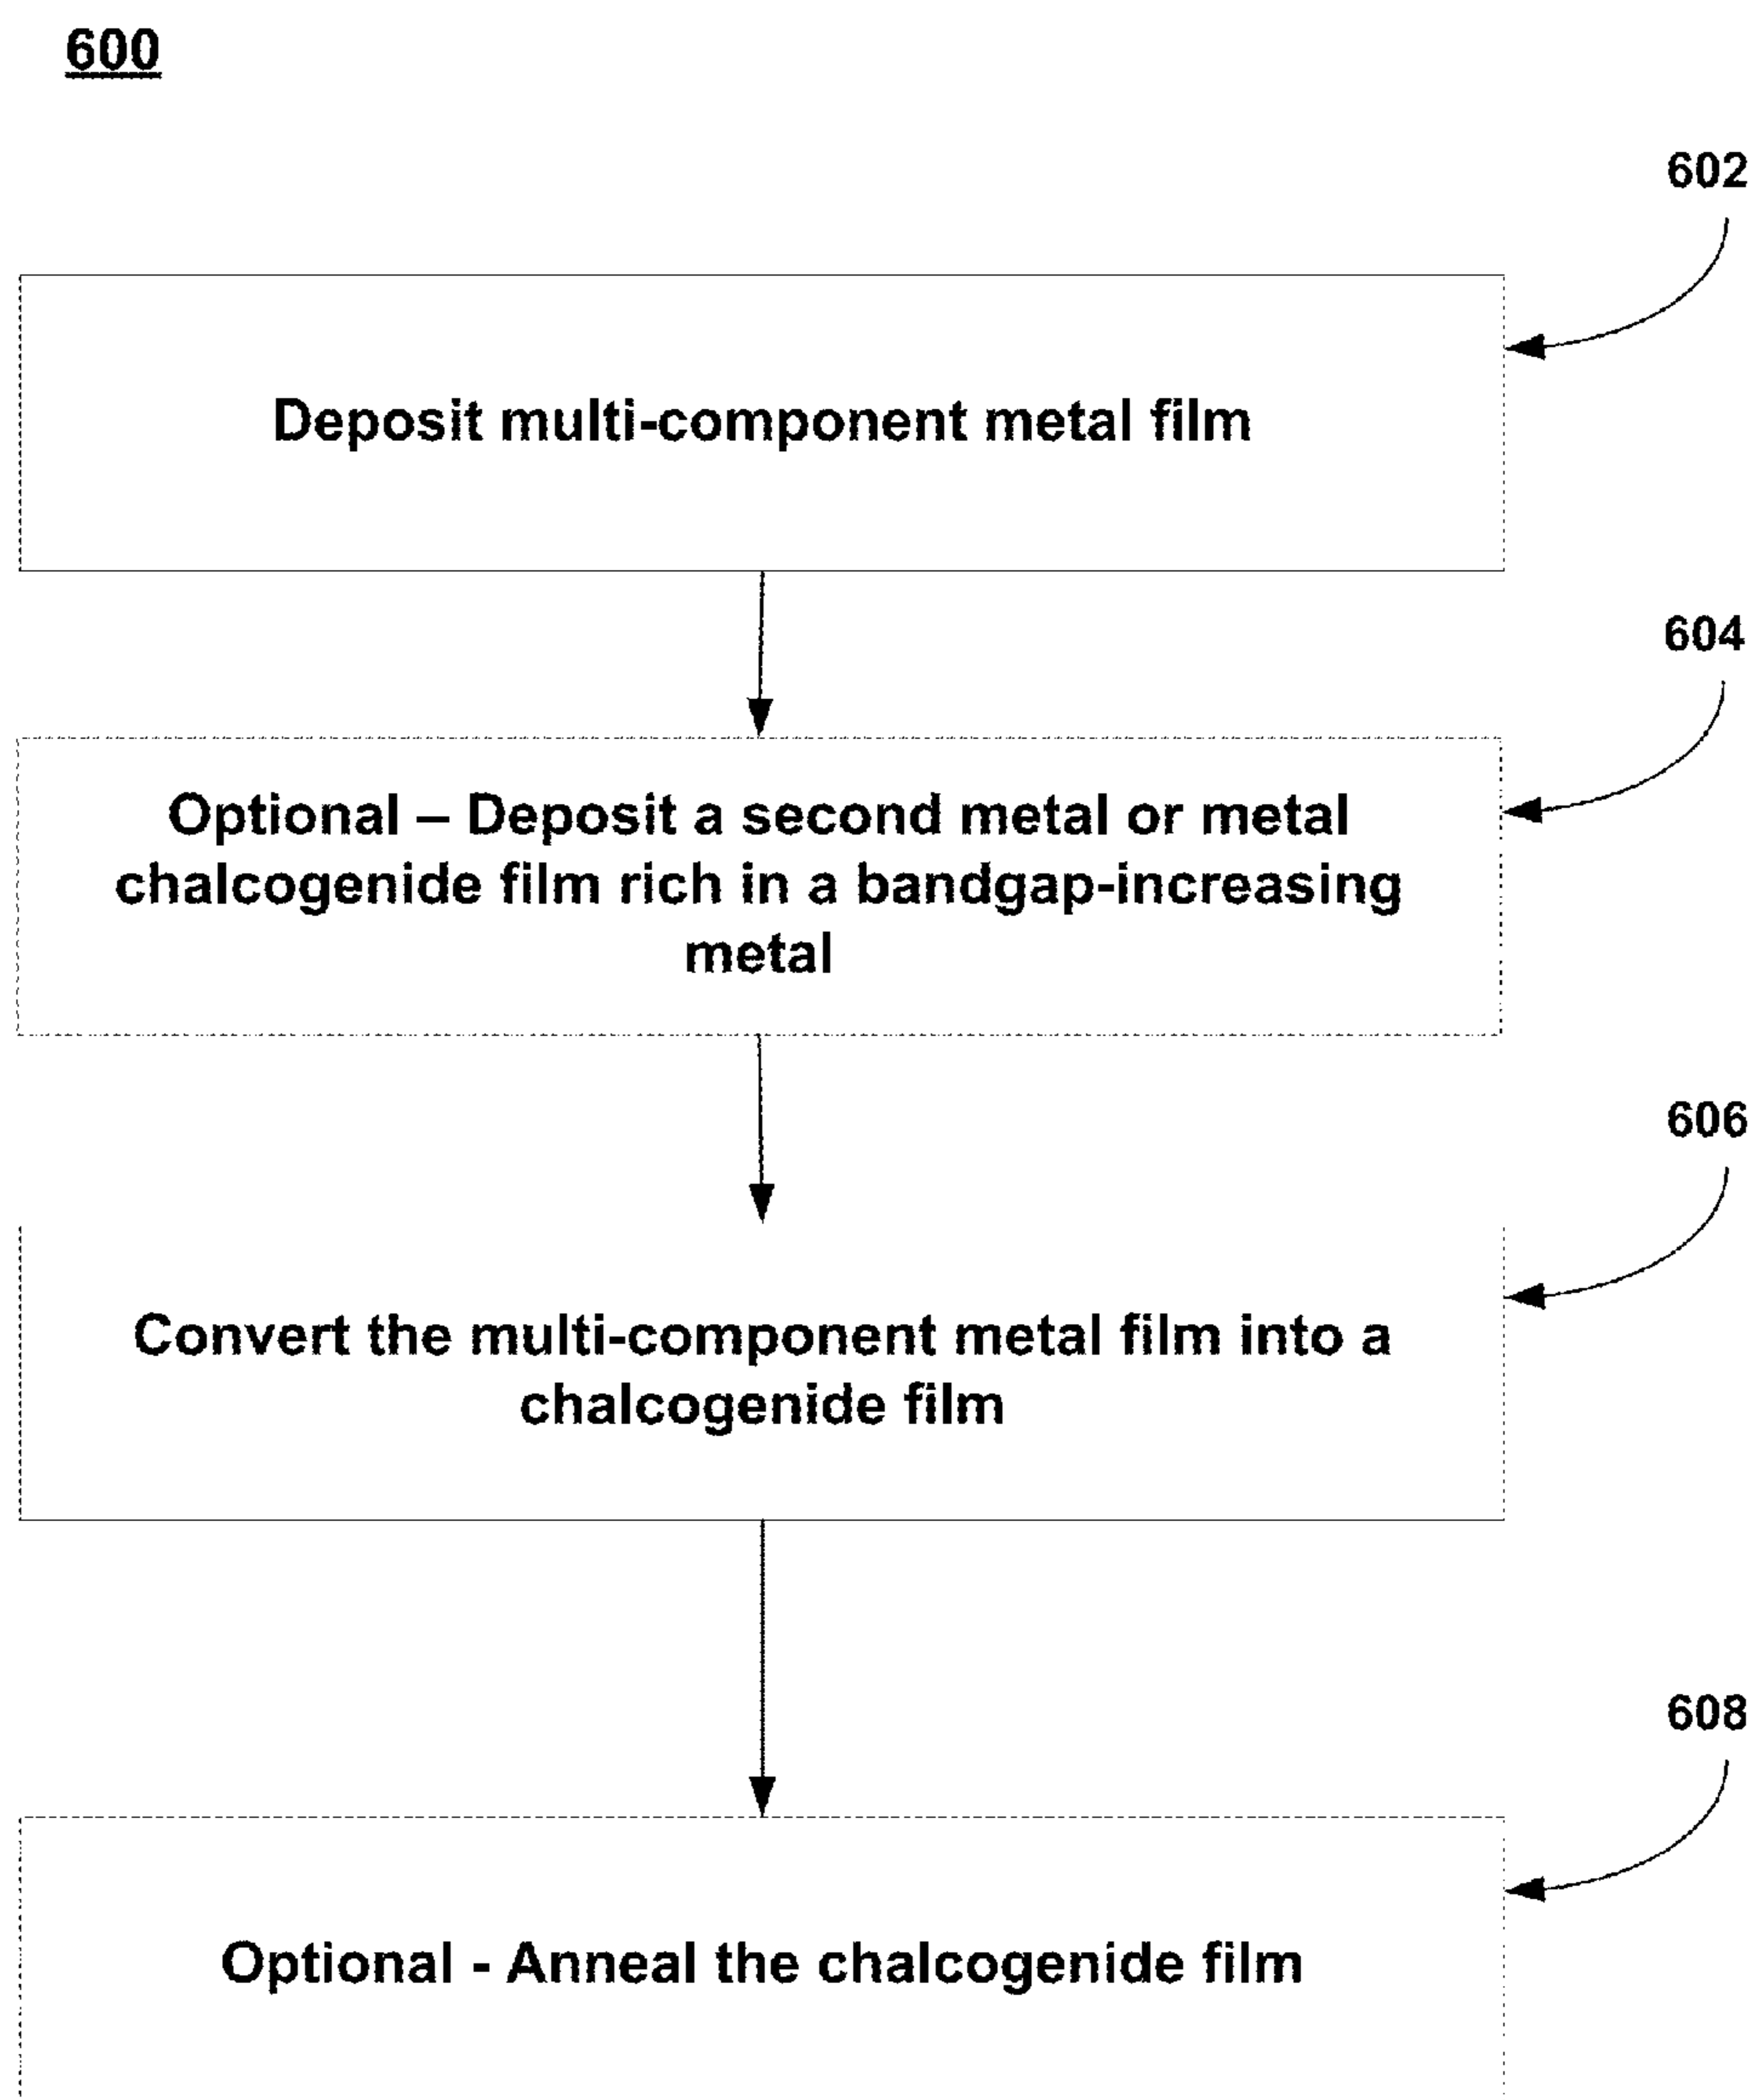 600
602
Deposit multi-component metal film
604
Optional – Deposit a second metal or metal
chalcogenide film rich in a bandgap-increasing
metal
606
Convert the multi-component metal film into a
chalcogenide film
608
Optional - Anneal the chalcogenide film